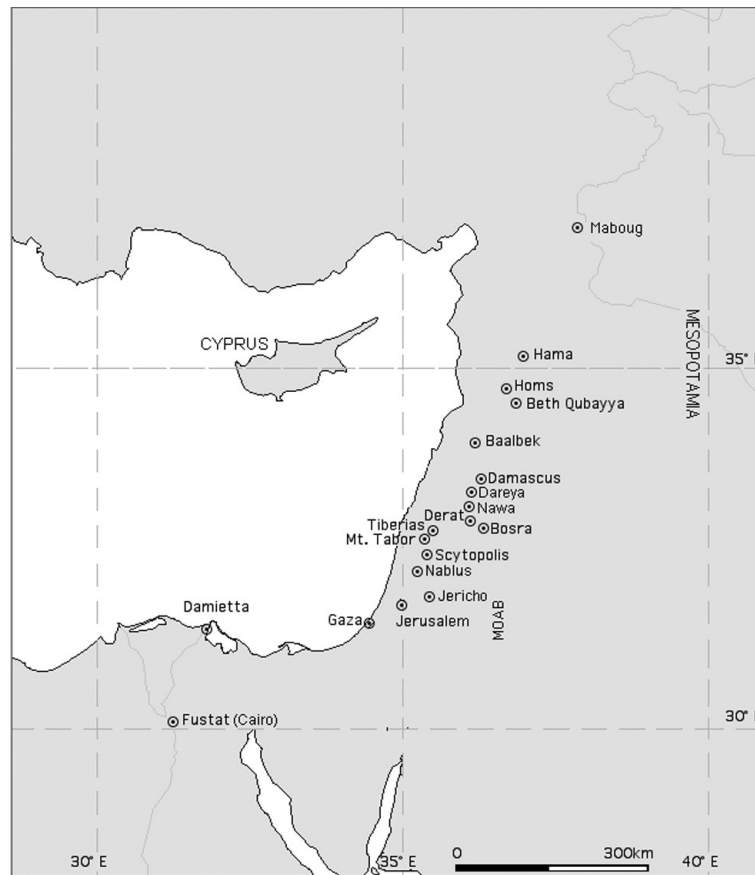 Maboug
MESOPOTAMIA
CYPRUS
Hama
35°
Homs
Beth Qubayya
Baalbek
Damascus
Dareya
Nawa
Derat
Tiberias
Bosra
Mt. Tabor
Scytopolis
Nablus
Jericho
MOAB
Damietta
Gaza
Jerusalem
Fustat (Cairo)
30°
30° E
35° E
0
300km